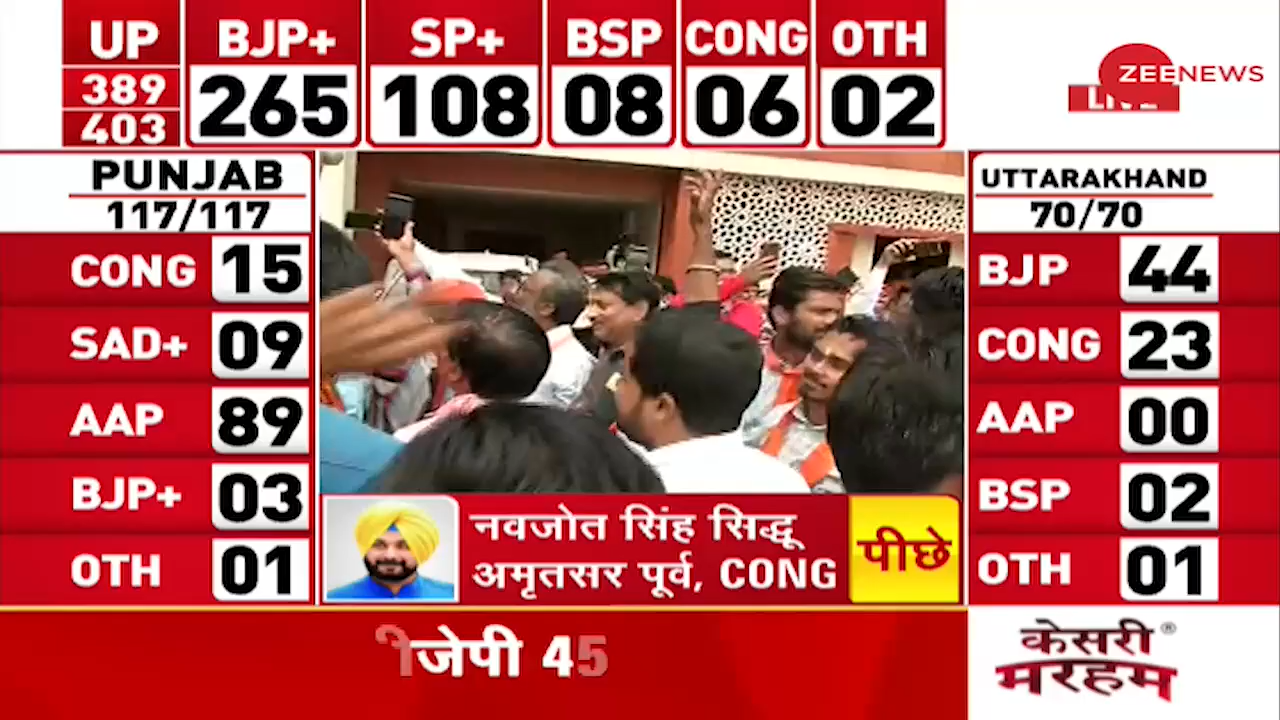 UP BJP+ SP+ BSP CONG OTH
389 265 108 08 06 02
403
ZEENEWS
LIVE
PUNJAB
117/117
CONG 15
SAD+ 09
AAP 89
BJP+ 03
OTH 01
UTTARAKHAND
70/70
BJP 44
CONG 23
AAP 00
BSP 02
OTH 01
नवजोत सिंह सिद्धू
अमृतसर पूर्व, CONG
पीछे
जेपी 45
केसरी®
मरहम